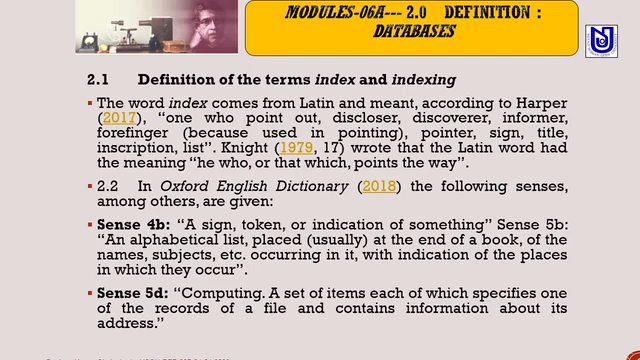 MODULES-06A--- 2.0 DEFINITION :
DATABASES
2.1 Definition of the terms index and indexing
▪ The word index comes from Latin and meant, according to Harper
(2017), “one who point out, discloser, discoverer, informer,
forefinger (because used in pointing), pointer, sign, title,
inscription, list”. Knight (1979, 17) wrote that the Latin word had
the meaning “he who, or that which, points the way”.
▪ 2.2 In Oxford English Dictionary (2018) the following senses,
among others, are given:
▪ Sense 4b: “A sign, token, or indication of something” Sense 5b:
“An alphabetical list, placed (usually) at the end of a book, of the
names, subjects, etc. occurring in it, with indication of the places
in which they occur”.
▪ Sense 5d: “Computing. A set of items each of which specifies one
of the records of a file and contains information about its
address.”